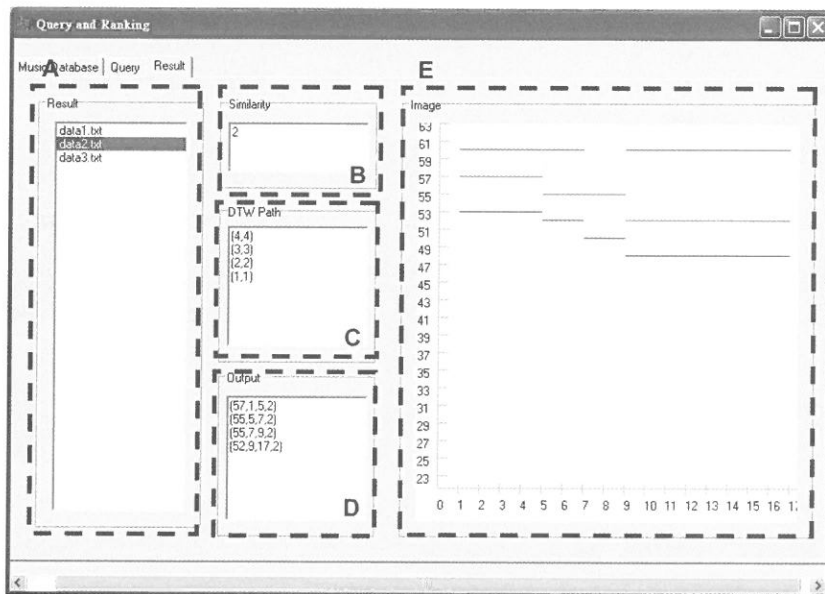 Query and Ranking
Music Database Query Result
A
Result
data1.txt
data2.txt
data3.txt
Similarity
2
B
DTW Path
(4,4)
(3,3)
(2,2)
(1,1)
C
Output
(57,1,5,2)
(55,5,7,2)
(55,7,9,2)
(52,9,17,2)
D
E
Image
63
61
59
57
55
53
51
49
47
45
43
41
39
37
35
33
31
29
27
25
23
0 1 2 3 4 5 6 7 8 9 10 11 12 13 14 15 16 17